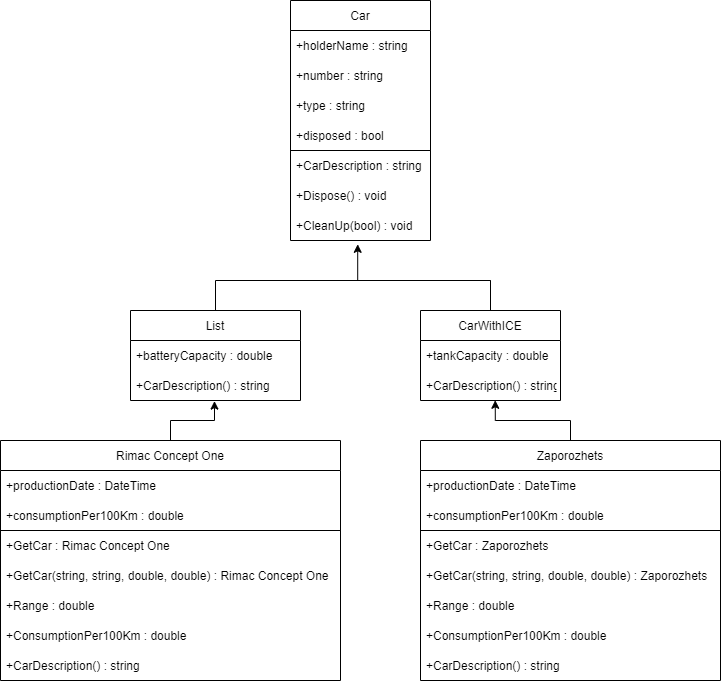 Car
+holderName : string
+number : string
+type : string
+disposed : bool
+CarDescription : string
+Dispose() : void
+CleanUp(bool) : void
List
+batteryCapacity : double
+CarDescription() : string
CarWithICE
+tankCapacity : double
+CarDescription() : string
Rimac Concept One
+productionDate : DateTime
+consumptionPer100Km : double
+GetCar : Rimac Concept One
+GetCar(string, string, double, double) : Rimac Concept One
+Range : double
+ConsumptionPer100Km : double
+CarDescription() : string
Zaporozhets
+productionDate : DateTime
+consumptionPer100Km : double
+GetCar : Zaporozhets
+GetCar(string, string, double, double) : Zaporozhets
+Range : double
+ConsumptionPer100Km : double
+CarDescription() : string